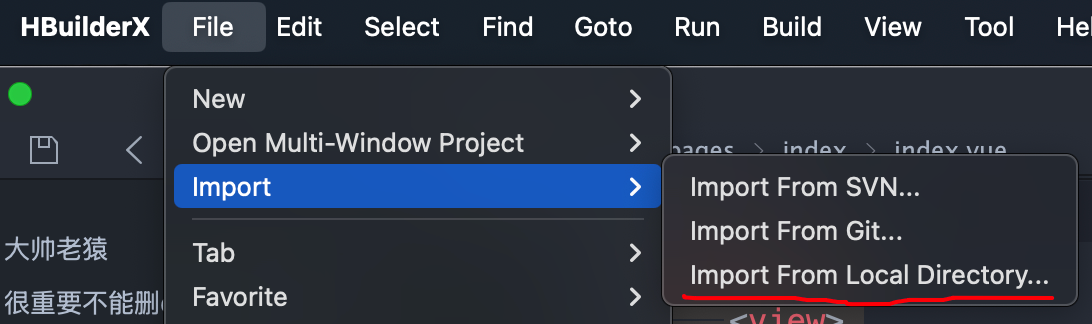 HBuilderX File Edit Select Find Goto Run Build View Tool
New
Open Multi-Window Project
pages > index > index.vue
Import
Import From SVN...
Import From Git...
Import From Local Directory...
大帅老猿
Tab
很重要不能删
Favorite
<view>